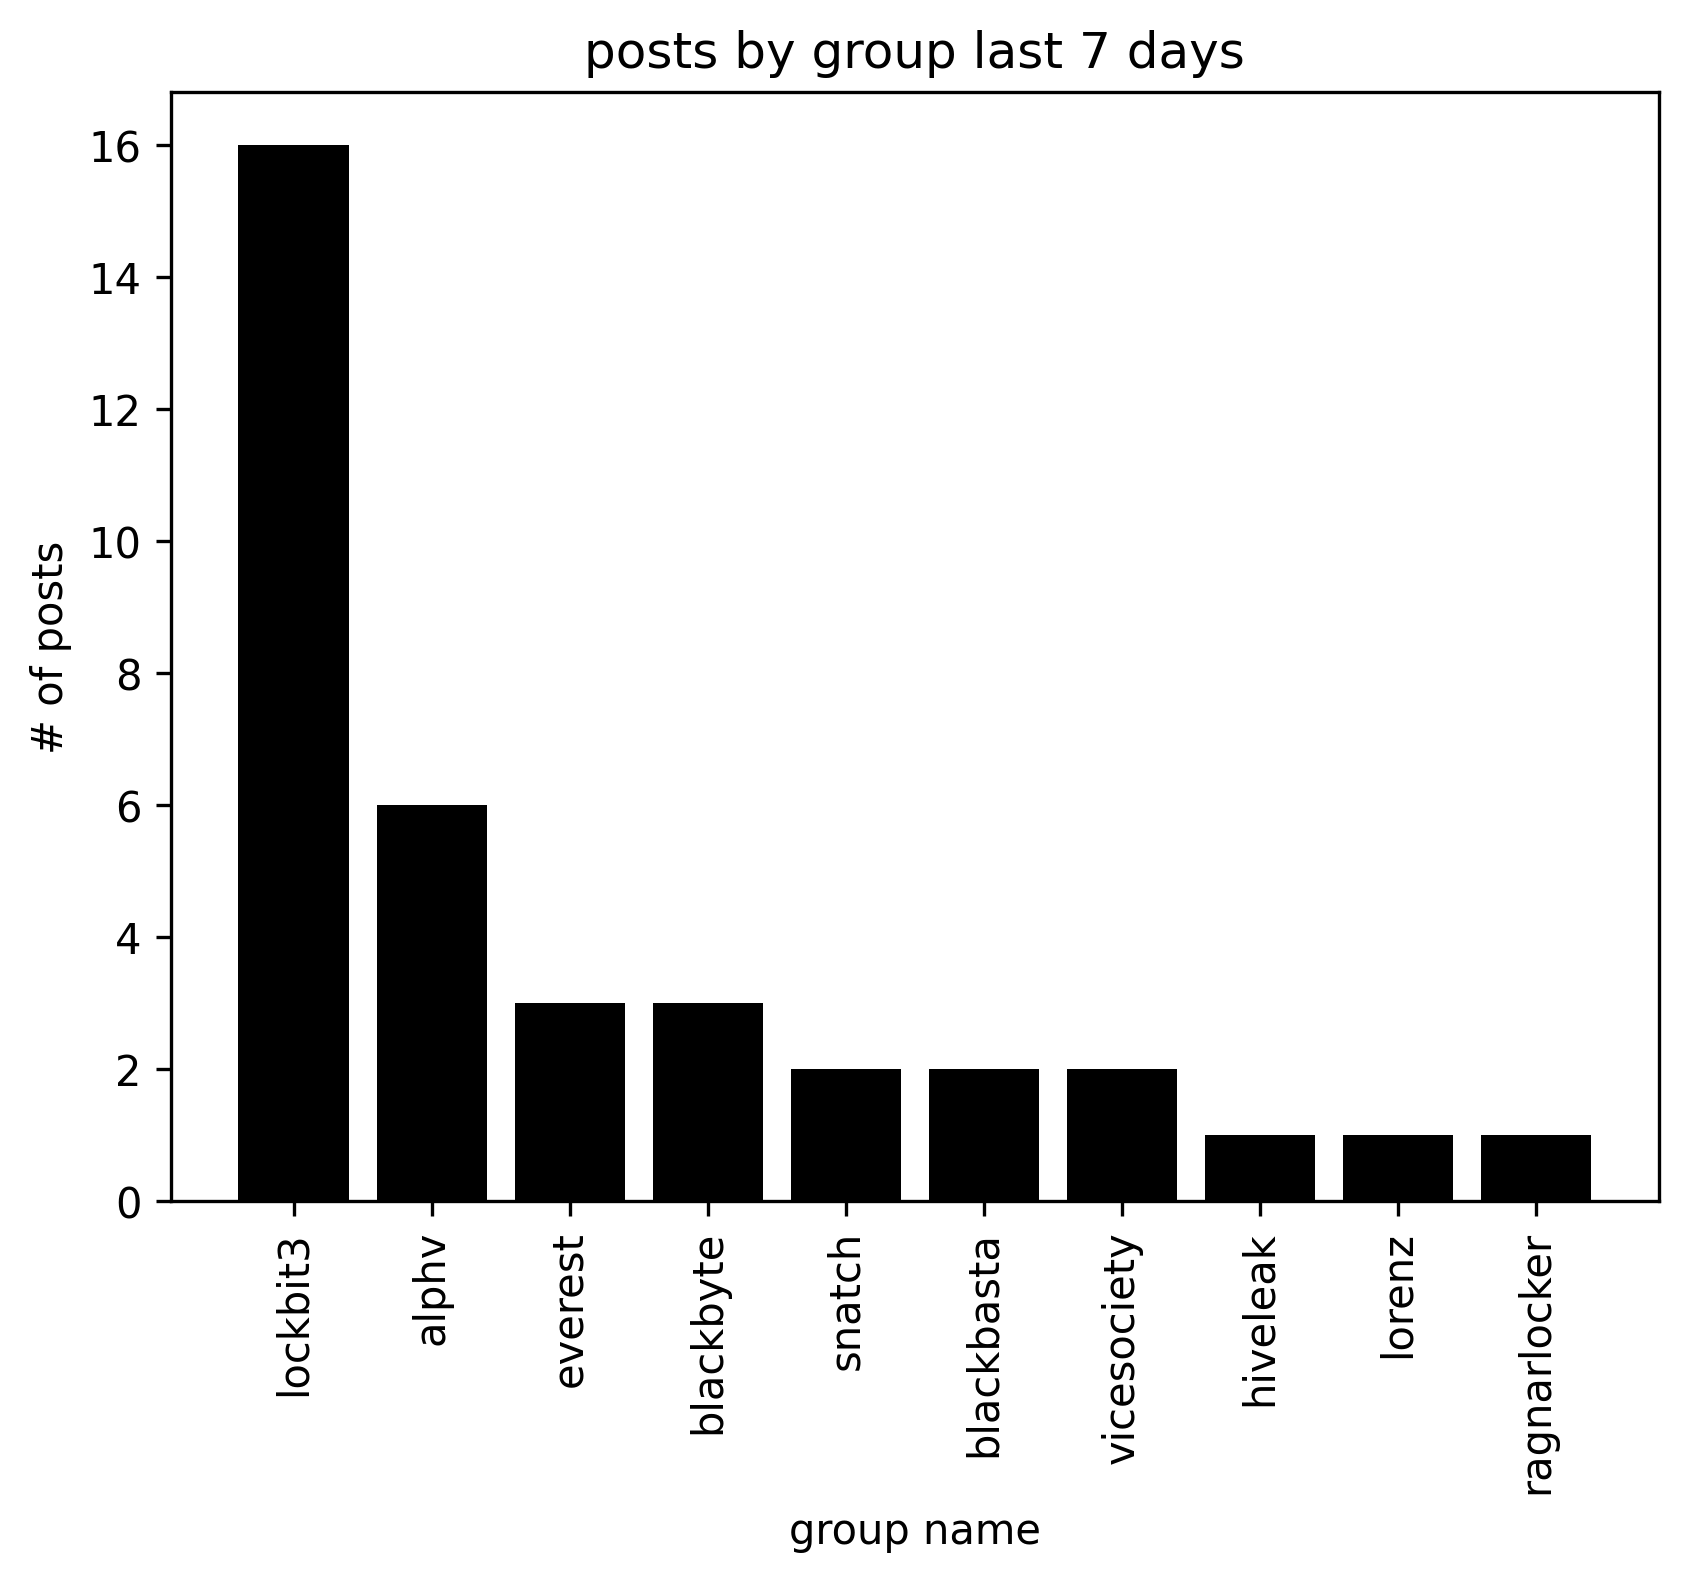 posts by group last 7 days
16
14
12
10
8
6
4
2
0
# of posts
lockbit3
alphv
everest
blackbyte
snatch
blackbasta
vicesociety
hiveleak
lorenz
ragnarlocker
group name